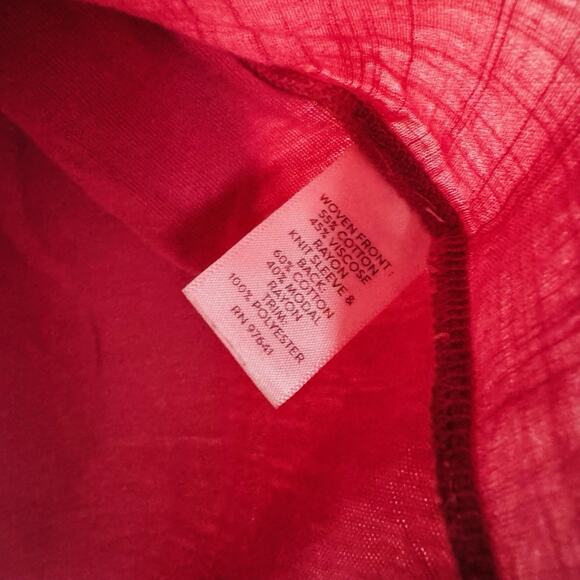 WOVEN FRONT:
55% COTTON
45% VISCOSE
RAYON
KNIT SLEEVE &
BACK:
60% COTTON
40% MODAL
RAYON
TRIM:
100% POLYESTER
RN 97641